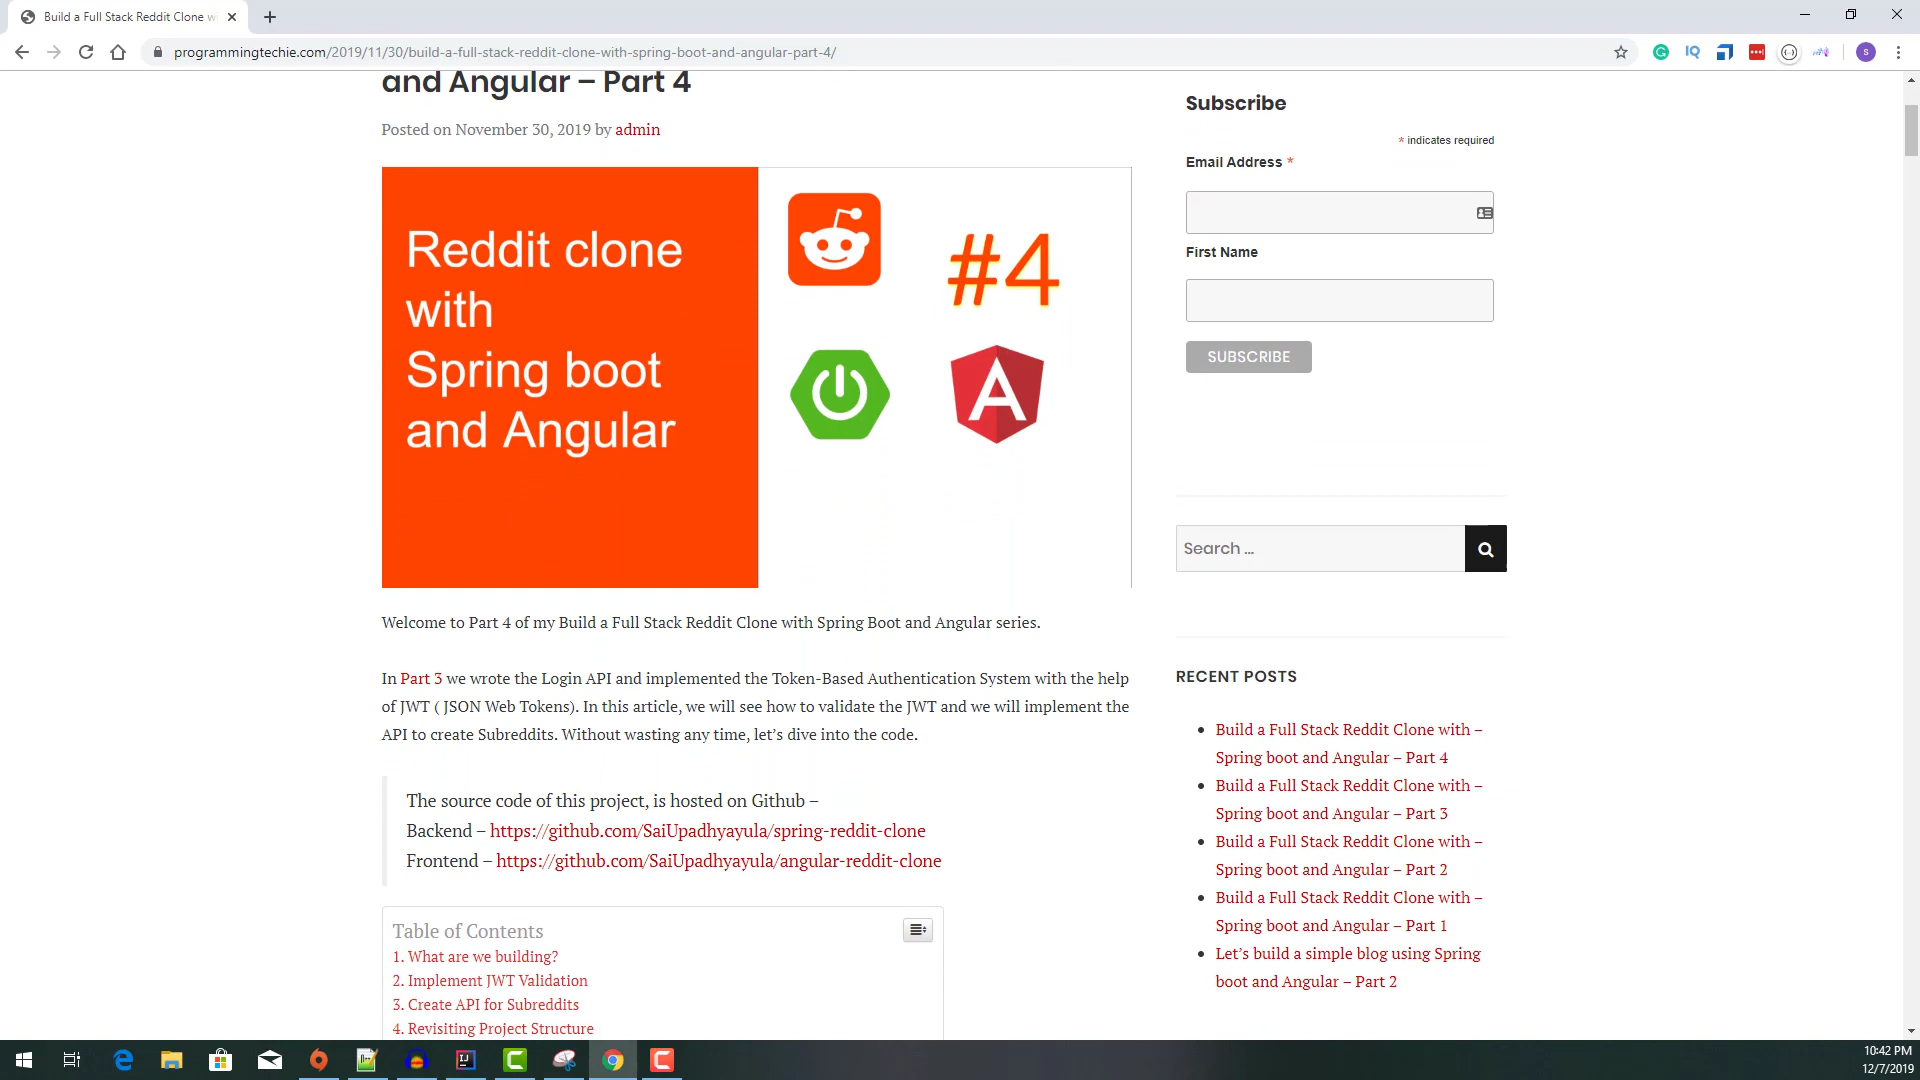 Build a Full Stack Reddit Clone w
programmingtechie.com/2019/11/30/build-a-full-stack-reddit-clone-with-spring-boot-and-angular-part-4/
S
and Angular – Part 4
Posted on November 30, 2019 by admin
Reddit clone
with
Spring boot
and Angular
#4
Welcome to Part 4 of my Build a Full Stack Reddit Clone with Spring Boot and Angular series.
In Part 3 we wrote the Login API and implemented the Token-Based Authentication System with the help
of JWT ( JSON Web Tokens). In this article, we will see how to validate the JWT and we will implement the
API to create Subreddits. Without wasting any time, let’s dive into the code.
The source code of this project, is hosted on Github –
Backend – https://github.com/SaiUpadhyayula/spring-reddit-clone
Frontend – https://github.com/SaiUpadhyayula/angular-reddit-clone
Table of Contents
1. What are we building?
2. Implement JWT Validation
3. Create API for Subreddits
4. Revisiting Project Structure
Subscribe
* indicates required
Email Address *
First Name
SUBSCRIBE
Search …
RECENT POSTS
Build a Full Stack Reddit Clone with –
Spring boot and Angular – Part 4
Build a Full Stack Reddit Clone with –
Spring boot and Angular – Part 3
Build a Full Stack Reddit Clone with –
Spring boot and Angular – Part 2
Build a Full Stack Reddit Clone with –
Spring boot and Angular – Part 1
Let’s build a simple blog using Spring
boot and Angular – Part 2
10:42 PM
12/7/2019